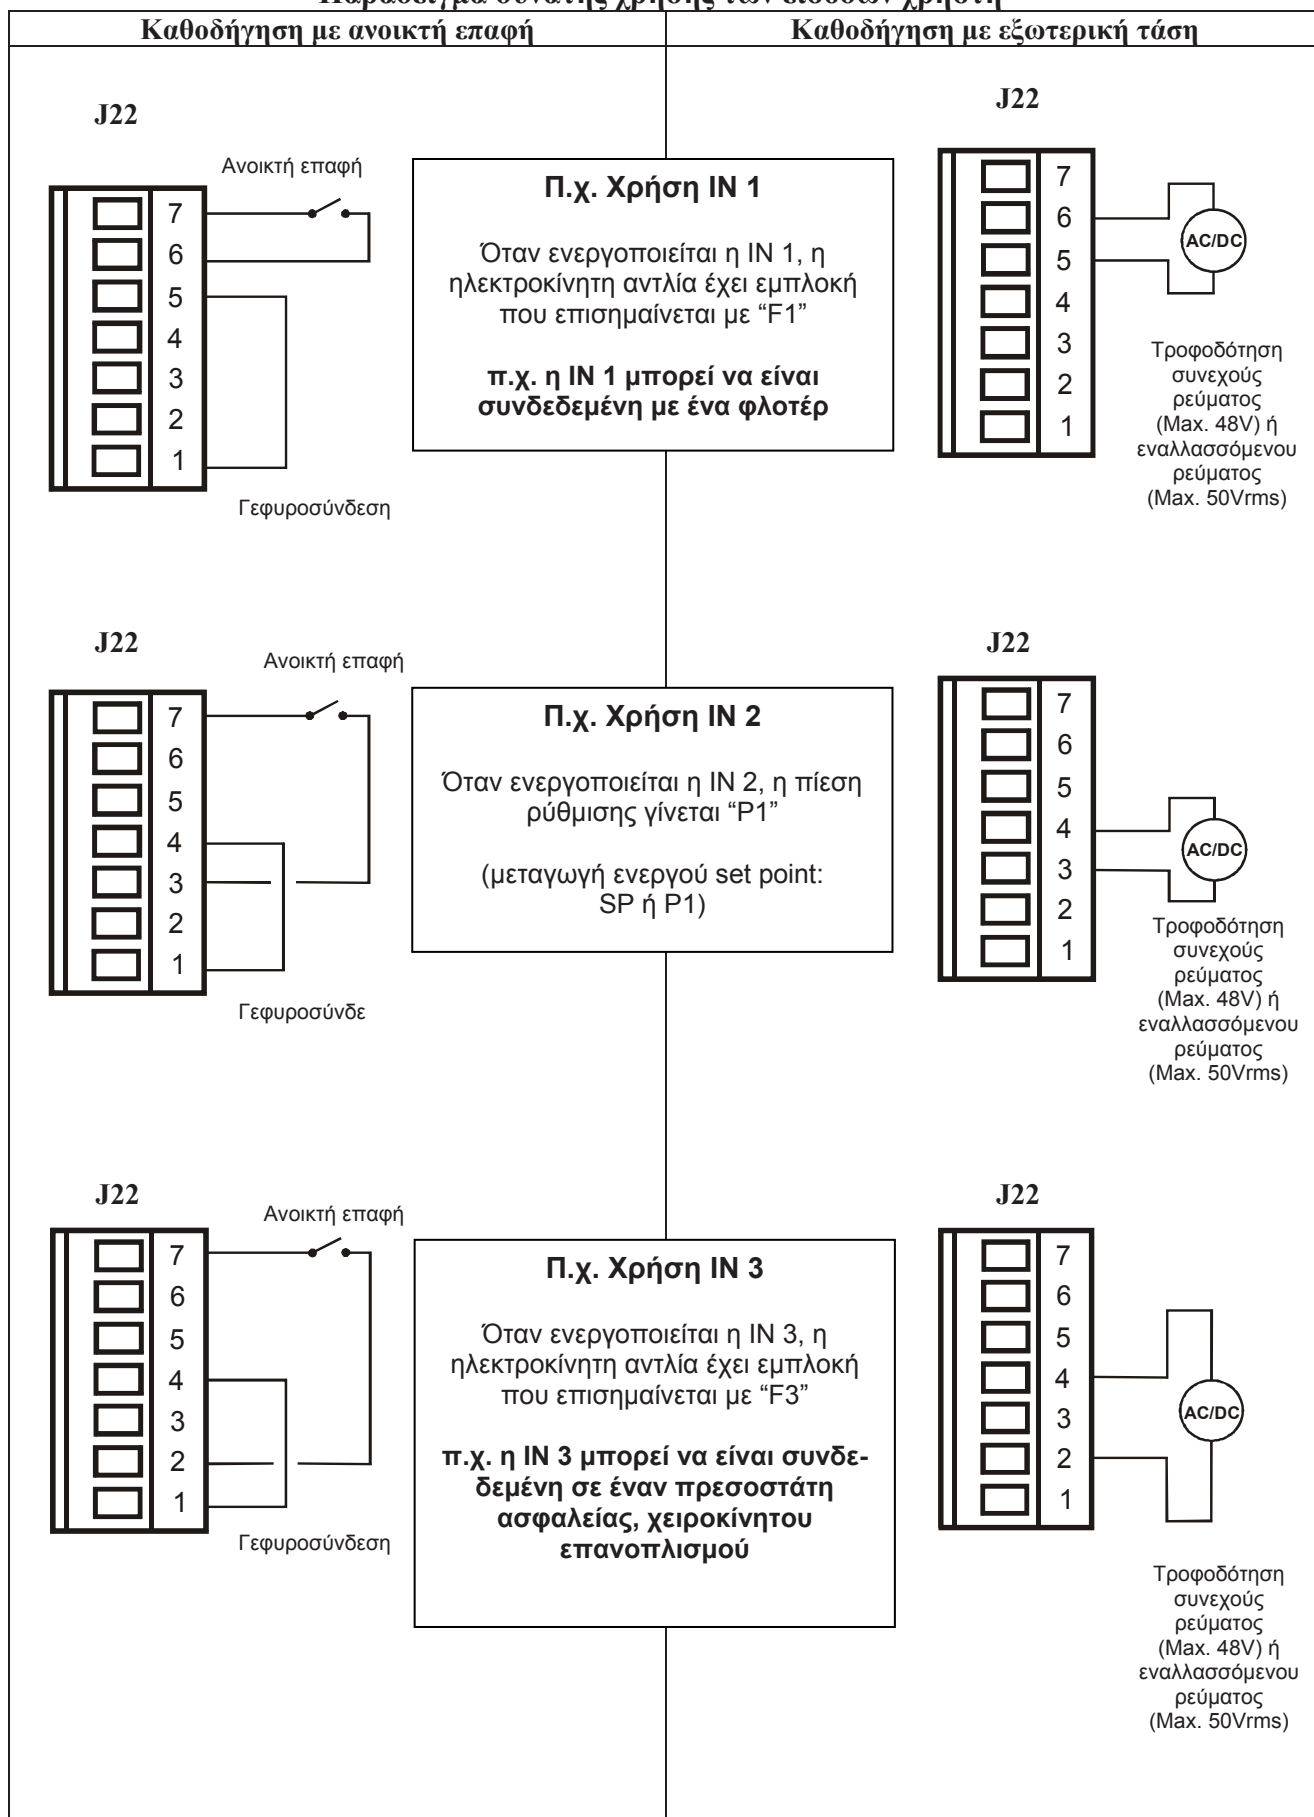 Παράδειγμα δυνατής χρήσης των εισόδων χρήστη
Καθοδήγηση με ανοικτή επαφή
Καθοδήγηση με εξωτερική τάση
J22
Ανοικτή επαφή
7
6
5
4
3
2
1
Γεφυροσύνδεση
Π.χ. Χρήση IN 1
Όταν ενεργοποιείται η IN 1, η
ηλεκτροκίνητη αντλία έχει εμπλοκή
που επισημαίνεται με “F1”
π.χ. η IN 1 μπορεί να είναι
συνδεδεμένη με ένα φλοτέρ
J22
7
6
5
4
3
2
1
AC/DC
Τροφοδότηση
συνεχούς
ρεύματος
(Max. 48V) ή
εναλλασσόμενου
ρεύματος
(Max. 50Vrms)
J22
Ανοικτή επαφή
7
6
5
4
3
2
1
Γεφυροσύνδε
Π.χ. Χρήση IN 2
Όταν ενεργοποιείται η IN 2, η πίεση
ρύθμισης γίνεται “P1”
(μεταγωγή ενεργού set point:
SP ή P1)
J22
7
6
5
4
3
2
1
AC/DC
Τροφοδότηση
συνεχούς
ρεύματος
(Max. 48V) ή
εναλλασσόμενου
ρεύματος
(Max. 50Vrms)
J22
Ανοικτή επαφή
7
6
5
4
3
2
1
Γεφυροσύνδεση
Π.χ. Χρήση IN 3
Όταν ενεργοποιείται η IN 3, η
ηλεκτροκίνητη αντλία έχει εμπλοκή
που επισημαίνεται με “F3”
π.χ. η IN 3 μπορεί να είναι συνδε-
δεμένη σε έναν πρεσοστάτη
ασφαλείας, χειροκίνητου
επανοπλισμού
J22
7
6
5
4
3
2
1
AC/DC
Τροφοδότηση
συνεχούς
ρεύματος
(Max. 48V) ή
εναλλασσόμενου
ρεύματος
(Max. 50Vrms)